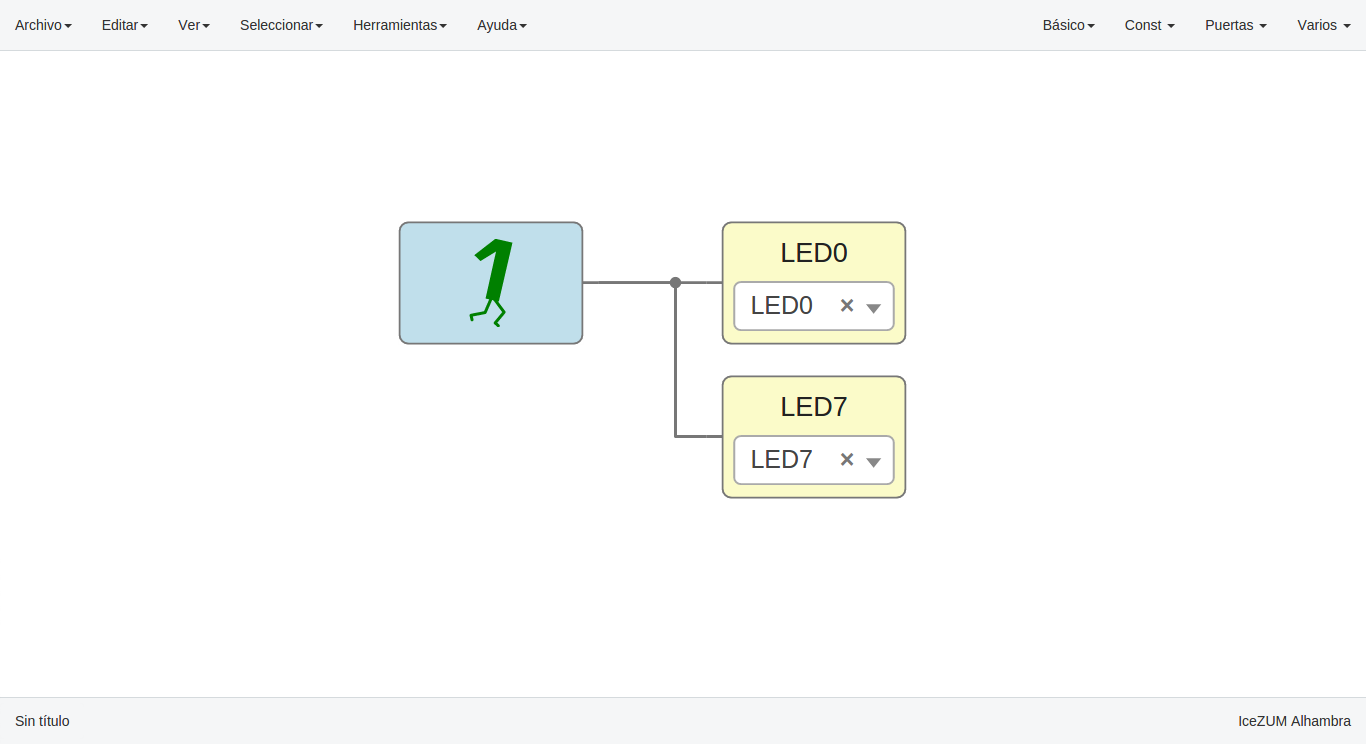 Archivo Editar Ver Seleccionar Herramientas Ayuda Básico Const Puertas Varios
1
LED0
LED0 ×
LED7
LED7 ×
Sin título IceZUM Alhambra